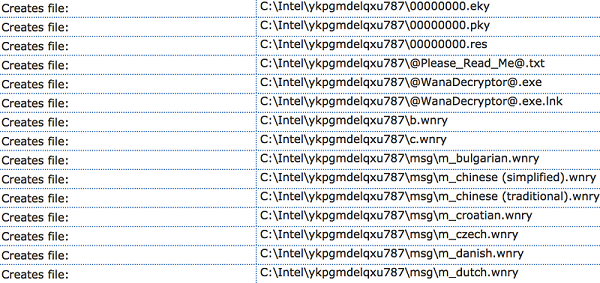 Creates file: C:\Intel\ykpgmdelqxu787\00000000.eky
Creates file: C:\Intel\ykpgmdelqxu787\00000000.pky
Creates file: C:\Intel\ykpgmdelqxu787\00000000.res
Creates file: C:\Intel\ykpgmdelqxu787\@Please_Read_Me@.txt
Creates file: C:\Intel\ykpgmdelqxu787\@WanaDecryptor@.exe
Creates file: C:\Intel\ykpgmdelqxu787\@WanaDecryptor@.exe.lnk
Creates file: C:\Intel\ykpgmdelqxu787\b.wnry
Creates file: C:\Intel\ykpgmdelqxu787\c.wnry
Creates file: C:\Intel\ykpgmdelqxu787\msg\m_bulgarian.wnry
Creates file: C:\Intel\ykpgmdelqxu787\msg\m_chinese (simplified).wnry
Creates file: C:\Intel\ykpgmdelqxu787\msg\m_chinese (traditional).wnry
Creates file: C:\Intel\ykpgmdelqxu787\msg\m_croatian.wnry
Creates file: C:\Intel\ykpgmdelqxu787\msg\m_czech.wnry
Creates file: C:\Intel\ykpgmdelqxu787\msg\m_danish.wnry
Creates file: C:\Intel\ykpgmdelqxu787\msg\m_dutch.wnry